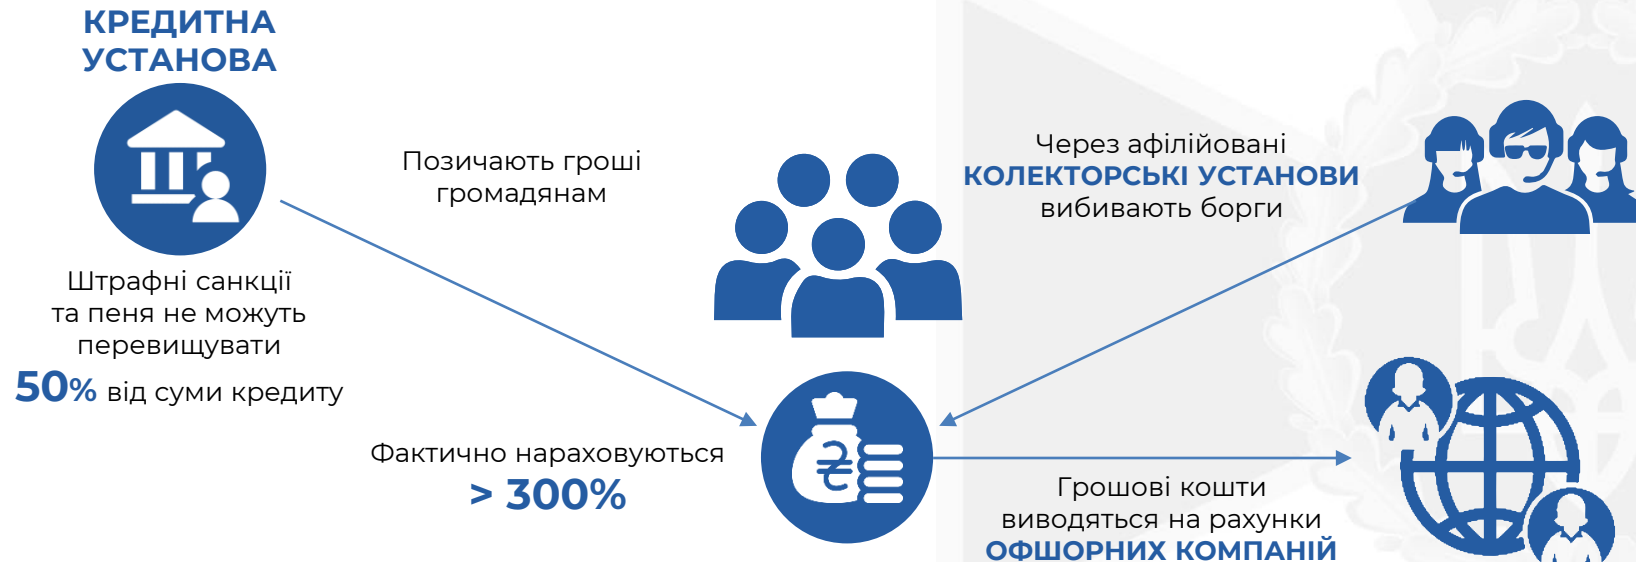 КРЕДИТНА
УСТАНОВА
Штрафні санкції
та пеня не можуть
перевищувати
50% від суми кредиту
Позичають гроші
громадянам
Фактично нараховуються
> 300%
Через афілійовані
КОЛЕКТОРСЬКІ УСТАНОВИ
вибивають борги
Грошові кошти
виводяться на рахунки
ОФШОРНИХ КОМПАНІЙ